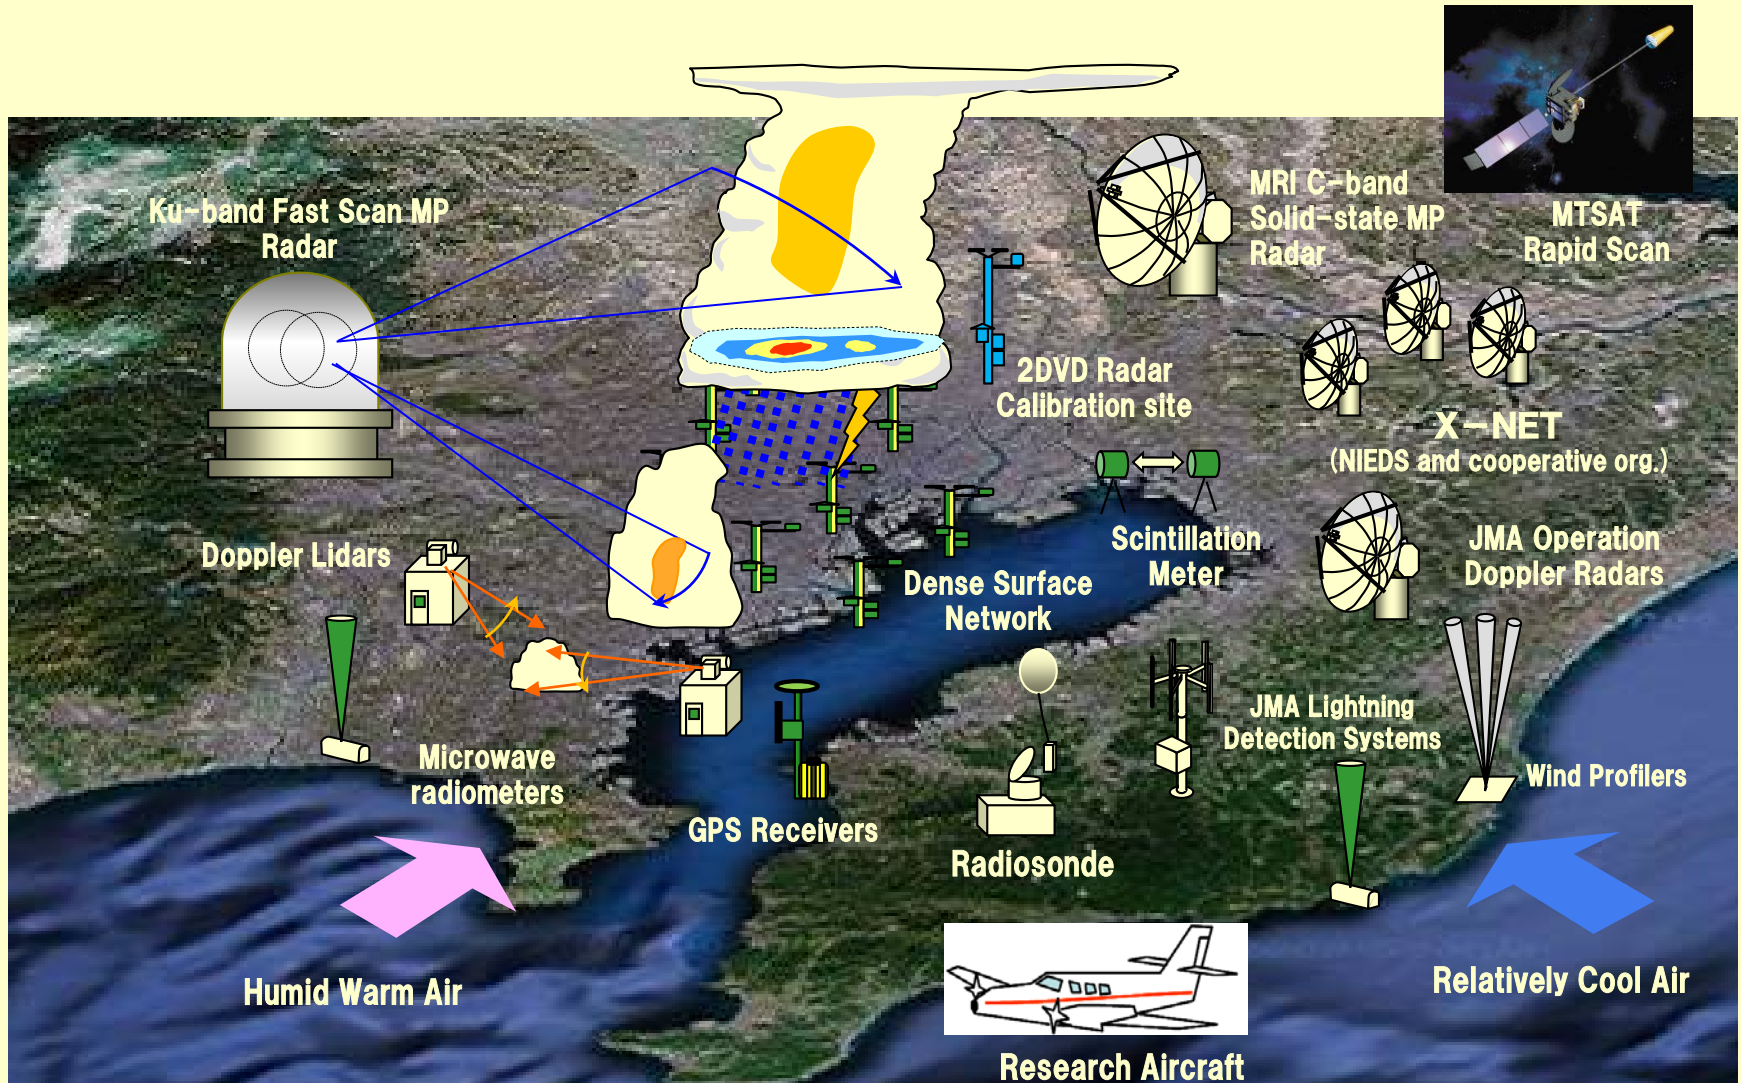 Ku-band Fast Scan MP
Radar
MRI C-band
Solid-state MP
Radar
MTSAT
Rapid Scan
2DVD Radar
Calibration site
X-NET
(NIEDS and cooperative org.)
Doppler Lidars
Scintillation
Meter
JMA Operation
Doppler Radars
Dense Surface
Network
Microwave
radiometers
JMA Lightning
Detection Systems
Wind Profilers
GPS Receivers
Radiosonde
Humid Warm Air
Relatively Cool Air
Research Aircraft